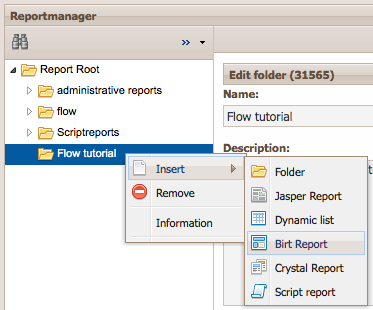 Reportmanager
»
Report Root
administrative reports
flow
Scriptreports
Flow tutorial
Edit folder (31565)
Name:
Flow tutorial
Description:
Insert
Remove
Information
Folder
Jasper Report
Dynamic list
Birt Report
Crystal Report
Script report